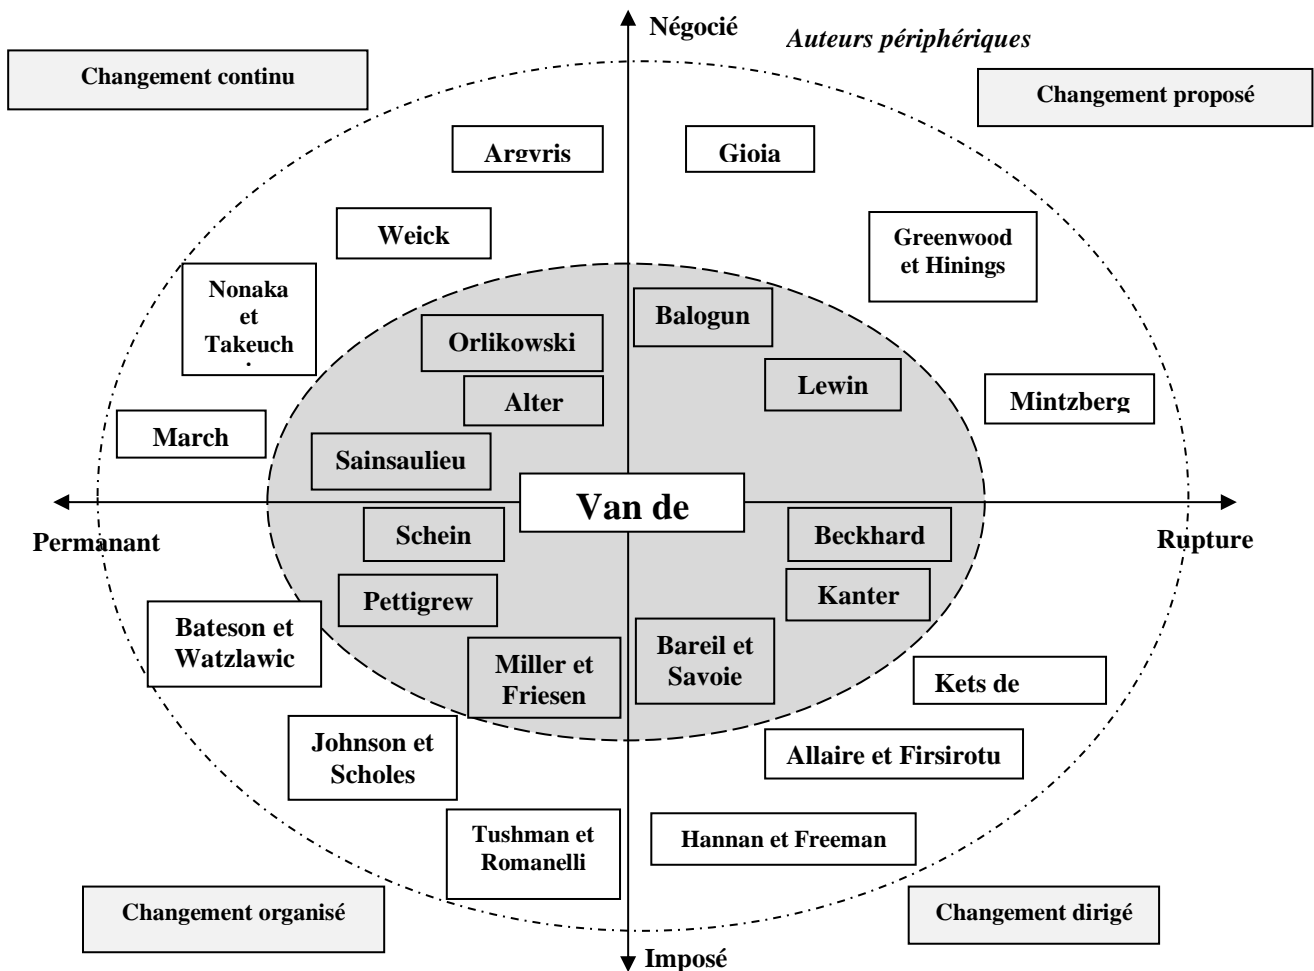 Négocié
Auteurs périphériques
Changement continu
Changement proposé
Argyris
Gioia
Weick
Greenwood
et Hinings
Nonaka
et
Takeuch
Balogun
Orlikowski
Lewin
Alter
Mintzberg
March
Sainsaulieu
Van de
Permanant
Rupture
Schein
Beckhard
Pettigrew
Kanter
Bateson et
Watzlawic
Miller et
Friesen
Bareil et
Savoie
Kets de
Johnson et
Scholes
Allaire et Firsirotu
Tushman et
Romanelli
Hannan et Freeman
Changement organisé
Changement dirigé
Imposé